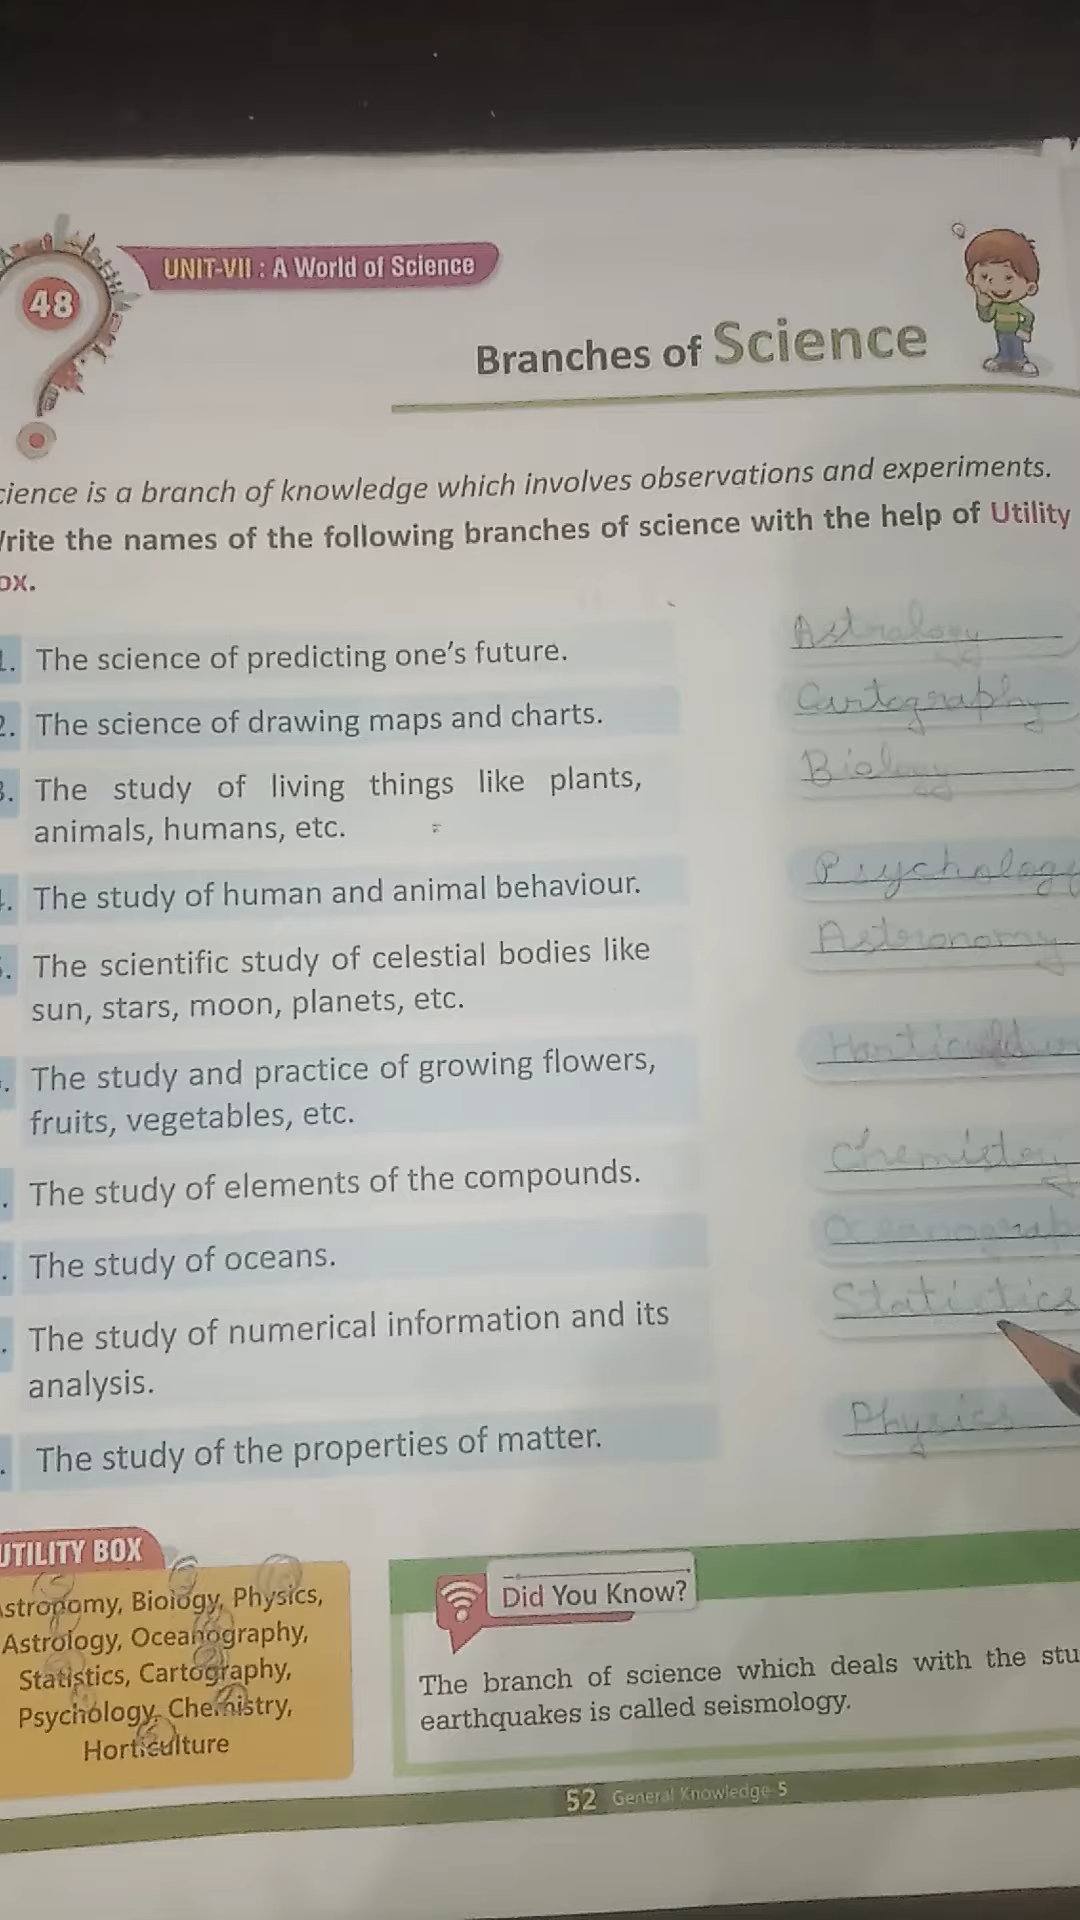 48
UNIT-VII : A World of Science
Branches of Science
cience is a branch of knowledge which involves observations and experiments.
rite the names of the following branches of science with the help of Utility
ox.
1. The science of predicting one's future. Astrology
2. The science of drawing maps and charts. Cartography
3. The study of living things like plants, Biology
animals, humans, etc.
. The study of human and animal behaviour. Psychology
. The scientific study of celestial bodies like Astronomy
sun, stars, moon, planets, etc.
. The study and practice of growing flowers, Horticultur
fruits, vegetables, etc.
. The study of elements of the compounds. Chemistry
. The study of oceans. Oceanograp
. The study of numerical information and its Statistics
analysis.
. The study of the properties of matter. Physics
UTILITY BOX
stronomy, Biology, Physics,
Astrology, Oceanography,
Statistics, Cartography,
Psychology, Chemistry,
Horticulture
Did You Know?
The branch of science which deals with the stu
earthquakes is called seismology.
52 General Knowledge-5